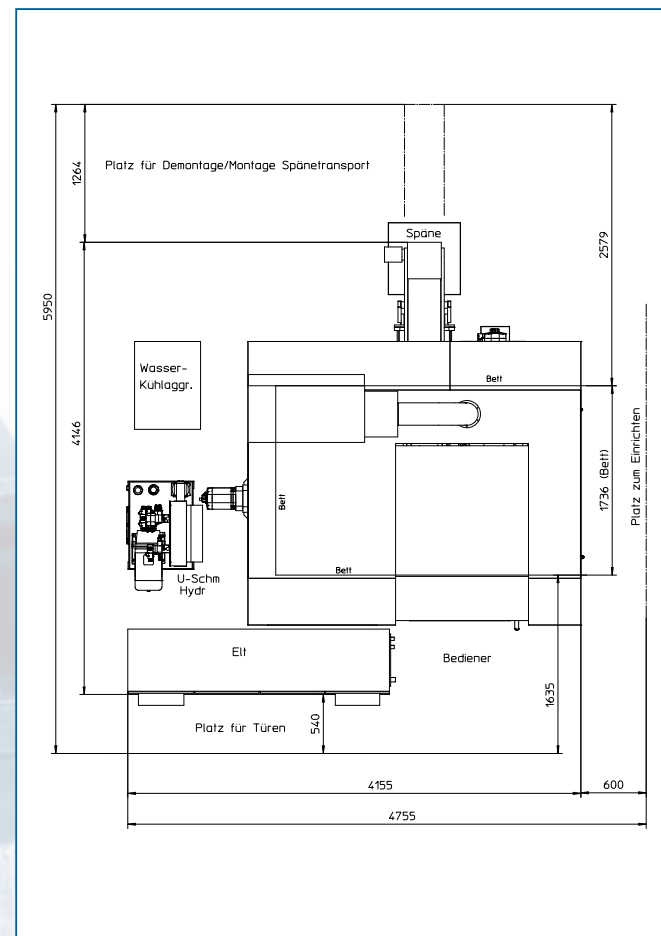 1264
Platz für Demontage/Montage Spänetransport
Späne
2579
5950
Wasser-
Kühlaggr.
Bett
4146
1736 (Bett)
Platz zum Einrichten
Bett
U-Schm
Hydr
Bett
Elt
Bediener
1635
Platz für Türen
540
4155
600
4755